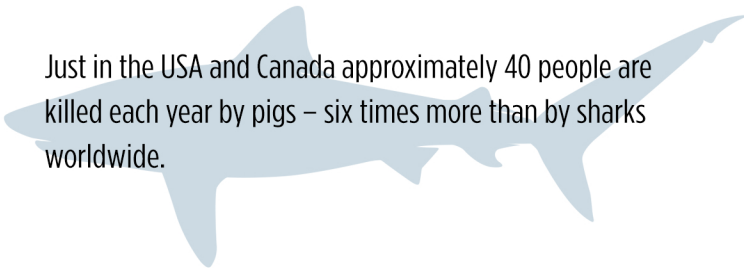 Just in the USA and Canada approximately 40 people are
killed each year by pigs – six times more than by sharks
worldwide.